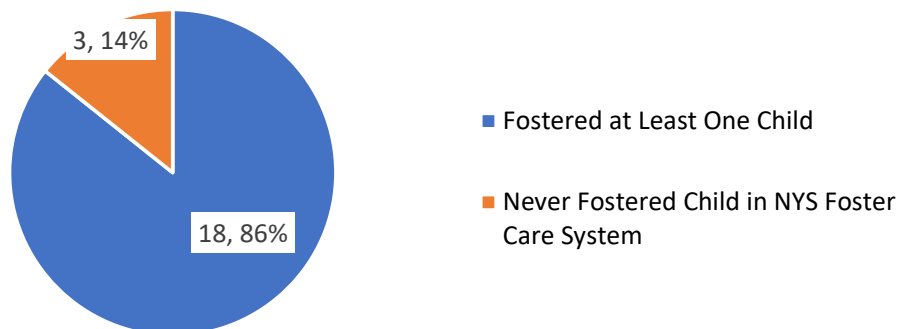 3, 14%
18, 86%
Fostered at Least One Child
Never Fostered Child in NYS Foster
Care System